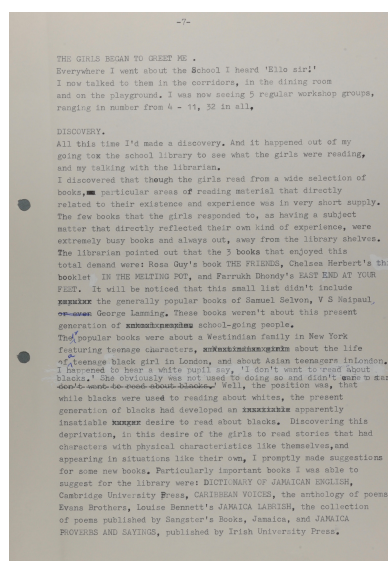 -7-
THE GIRLS BEGAN TO GREET ME .
Everywhere I went about the School I heard 'Ello sir!'
I now talked to them in the corridors, in the dining room
and on the playground. I was now seeing 5 regular workshop groups,
ranging in number from 4 - 11, 32 in all.
DISCOVERY.
All this time I'd made a discovery. And it happened out of my
going to the school library to see what the girls were reading,
and my talking with the librarian.
I discovered that though the girls read from a wide selection of
books, particular areas of reading material that directly
related to their existence and experience was in very short supply.
The few books that the girls responded to, as having a subject
matter that directly reflected their own kind of experience, were
extremely busy books and always out, away from the library shelves.
The librarian pointed out that the 3 books that enjoyed this
total demand were: Rosa Guy's book THE FRIENDS, Chelsea Herbert's
booklet IN THE MELTING POT, and Farrukh Dhondy's EAST END AT YOUR
FEET. It will be noticed that this small list didn't include
the generally popular books of Samuel Selvon, V S Naipaul,
or even George Lamming. These books weren't about this present
generation of school-going people.
The popular books were about a Westindian family in New York
featuring teenage characters, about the life
of teenage black girl in London, and about Asian teenagers in London.
I happened to hear a white pupil say, 'I don't want to read about
blacks.' She obviously was not used to doing so and didn't
don't want to read about blacks.' Well, the position was, that
while blacks were used to reading about whites, the present
generation of blacks had developed an apparently
insatiable desire to read about blacks. Discovering this
deprivation, in this desire of the girls to read stories that had
characters with physical characteristics like themselves,and
appearing in situations like their own, I promptly made suggestions
for some new books. Particularly important books I was able to
suggest for the library were: DICTIONARY OF JAMAICAN ENGLISH,
Cambridge University Press, CARIBBEAN VOICES, the anthology of poems
Evans Brothers, Louise Bennett's JAMAICA LABRISH, the collection
of poems published by Sangster's Books, Jamaica, and JAMAICA
PROVERBS AND SAYINGS, published by Irish University Press.